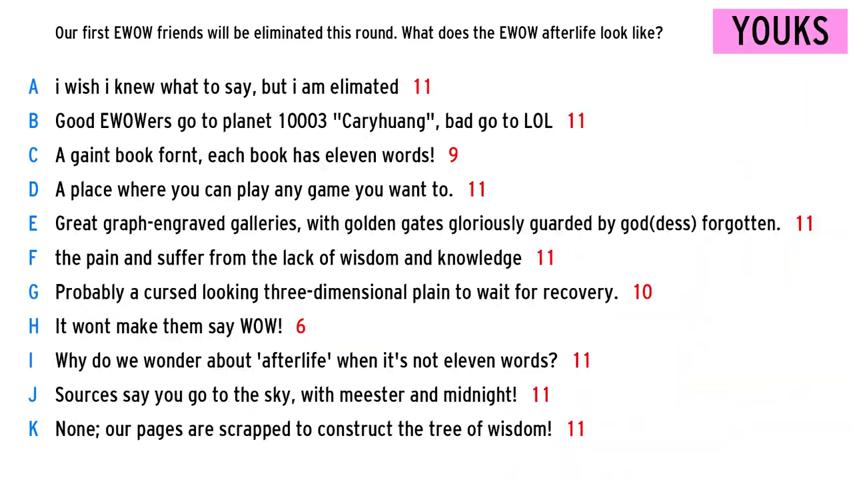 Our first EWOW friends will be eliminated this round. What does the EWOW afterlife look like?
YOUKS
A i wish i knew what to say, but i am elimated 11
B Good EWOWers go to planet 10003 "Caryhuang", bad go to LOL 11
C A gaint book fornt, each book has eleven words! 9
D A place where you can play any game you want to. 11
E Great graph-engraved galleries, with golden gates gloriously guarded by god(dess) forgotten. 11
F the pain and suffer from the lack of wisdom and knowledge 11
G Probably a cursed looking three-dimensional plain to wait for recovery. 10
H It wont make them say WOW! 6
I Why do we wonder about 'afterlife' when it's not eleven words? 11
J Sources say you go to the sky, with meester and midnight! 11
K None; our pages are scrapped to construct the tree of wisdom! 11